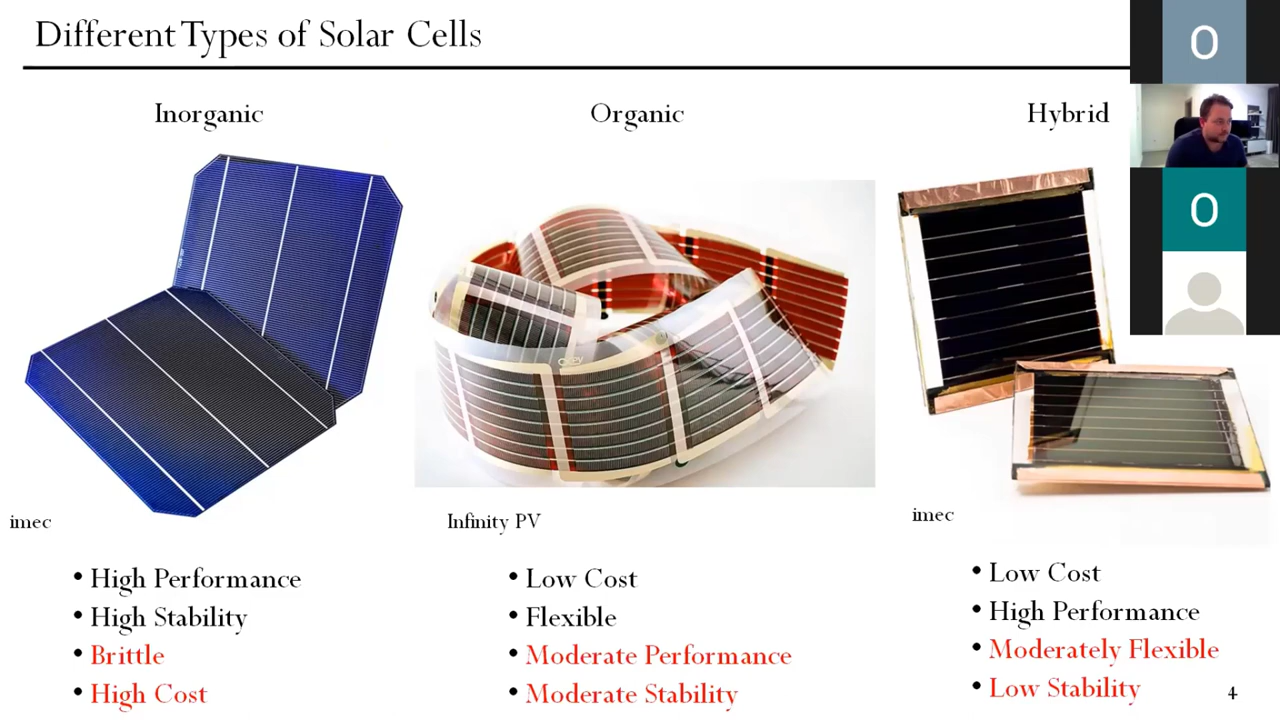 Different Types of Solar Cells
Inorganic
Organic
Hybrid
O
O
imec
Infinity PV
imec
• High Performance
• High Stability
• Brittle
• High Cost
• Low Cost
• Flexible
• Moderate Performance
• Moderate Stability
• Low Cost
• High Performance
• Moderately Flexible
• Low Stability
4